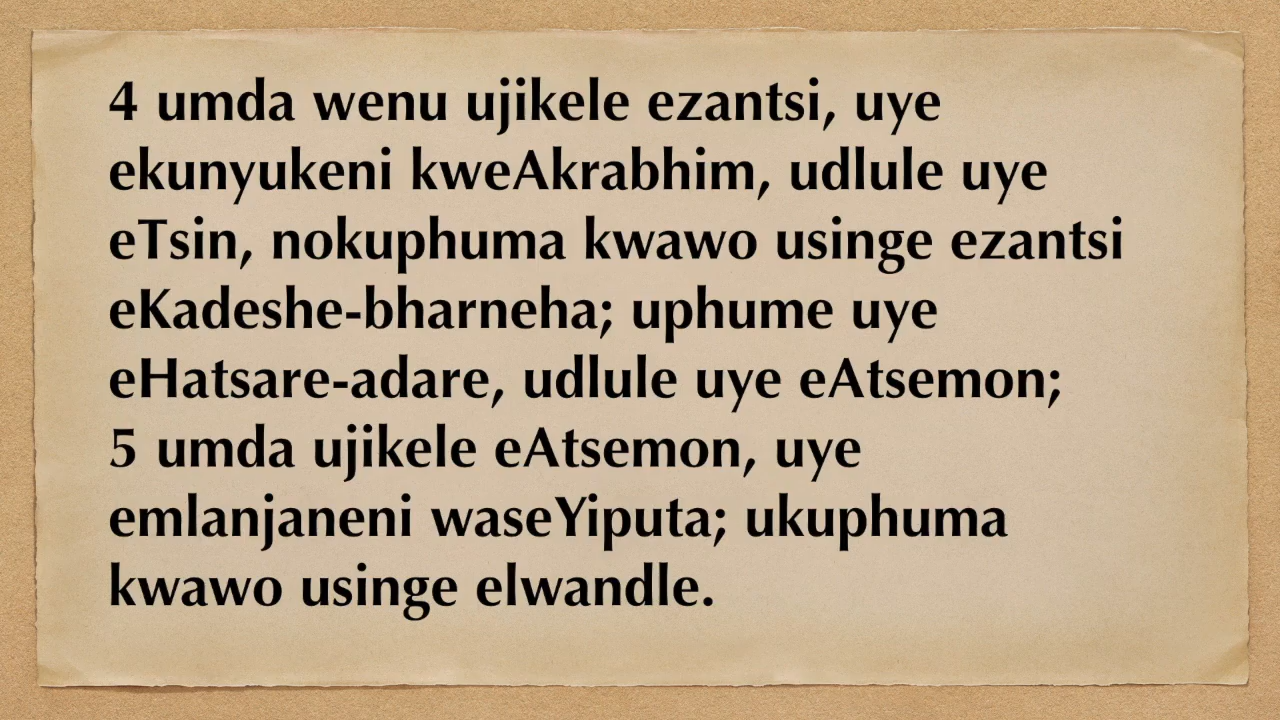 4 umda wenu ujikele ezantsi, uye
ekunyukeni kweAkrabhim, udlule uye
eTsin, nokuphuma kwawo usinge ezantsi
eKadeshe-bharneha; uphume uye
eHatsare-adare, udlule uye eAtsemon;
5 umda ujikele eAtsemon, uye
emlanjaneni waseYiputa; ukuphuma
kwawo usinge elwandle.